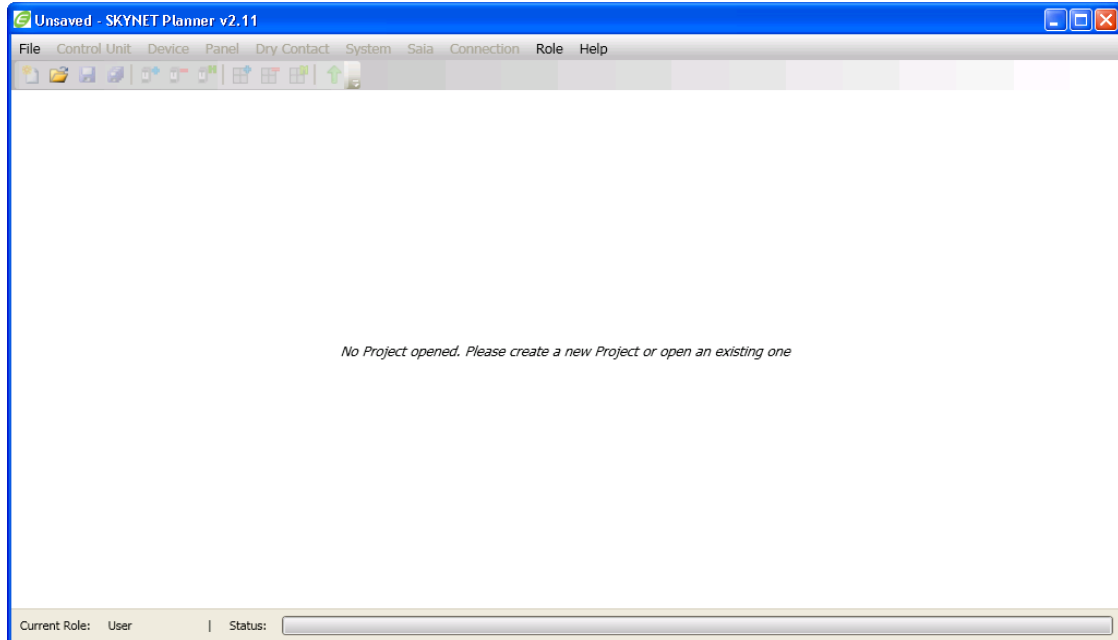 Unsaved - SKYNET Planner v2.11
File Control Unit Device Panel Dry Contact System Saia Connection Role Help
No Project opened. Please create a new Project or open an existing one
Current Role: User | Status: